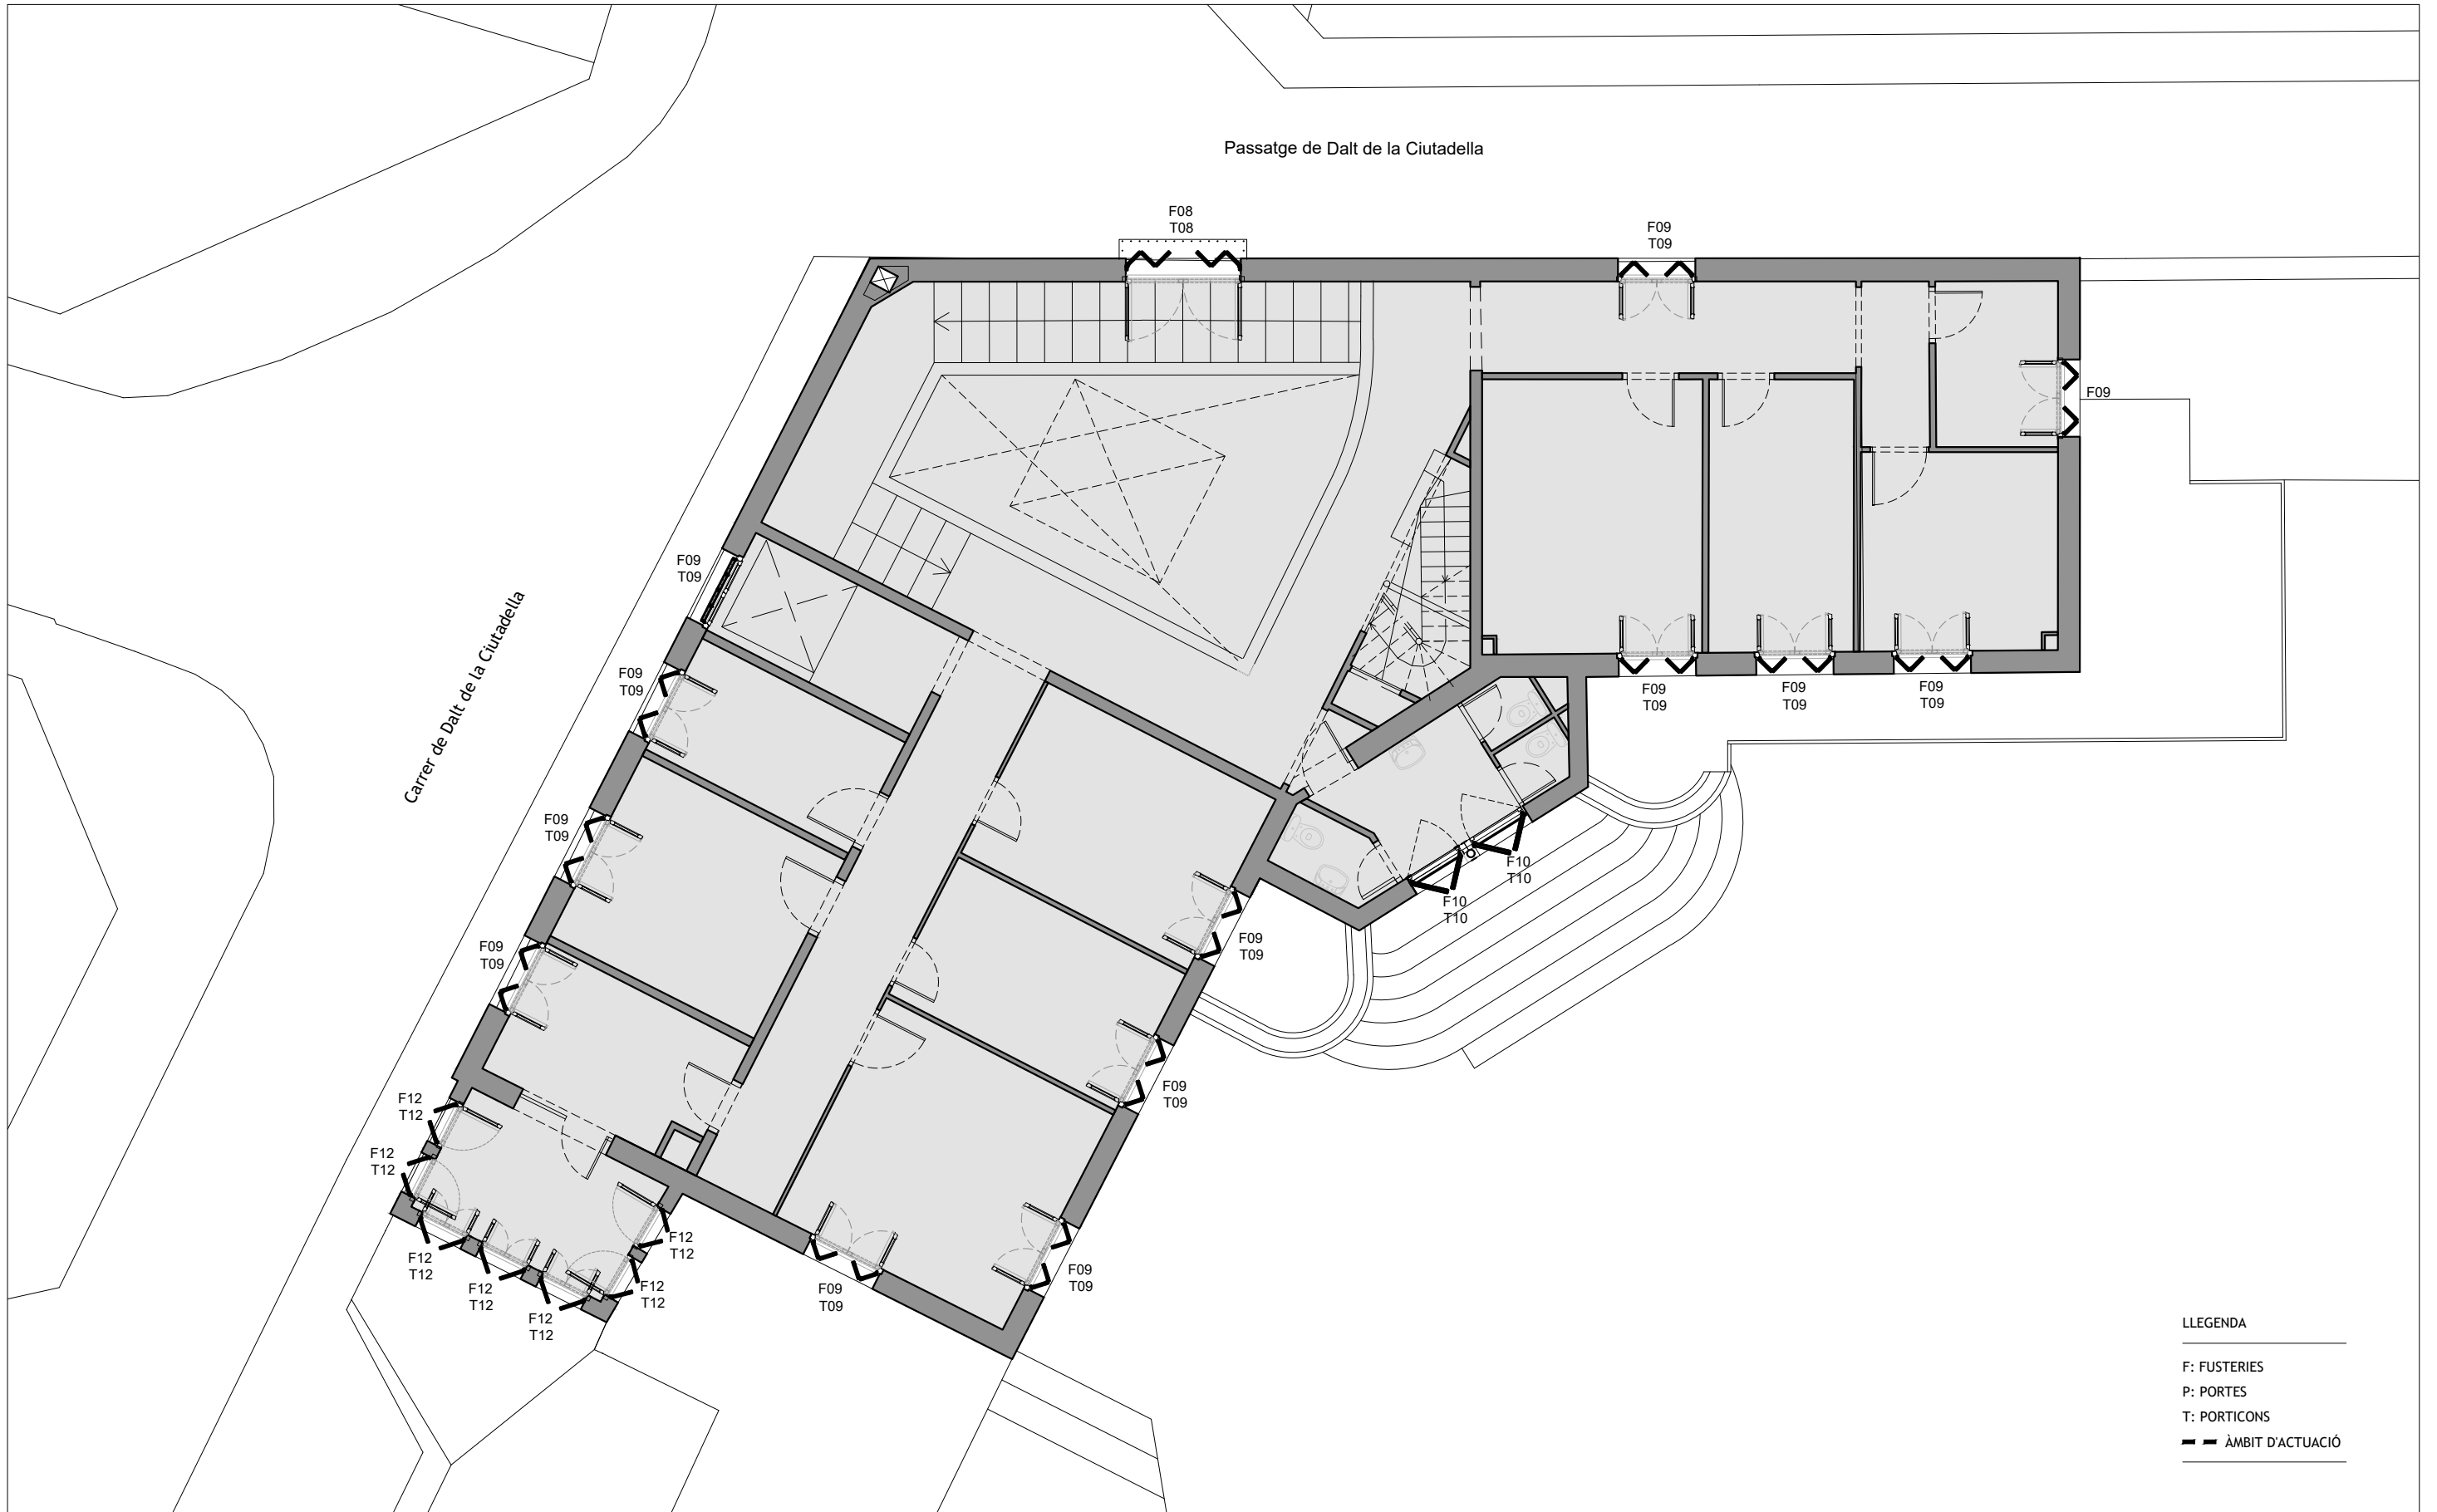 Passatge de Dalt de la Ciutadella
F08
T08
F09
T09
F09
F09
T09
Carrer de Dalt de la Ciutadella
F09
T09
F09
T09
F09
T09
F09
T09
F09
T09
F09
T09
F10
T10
F10
T10
F09
T09
F09
T09
F12
T12
F12
T12
F12
T12
F12
T12
F12
T12
F12
T12
F12
T12
F09
T09
F09
T09
LLEGENDA
F: FUSTERIES
P: PORTES
T: PORTICONS
ÀMBIT D'ACTUACIÓ